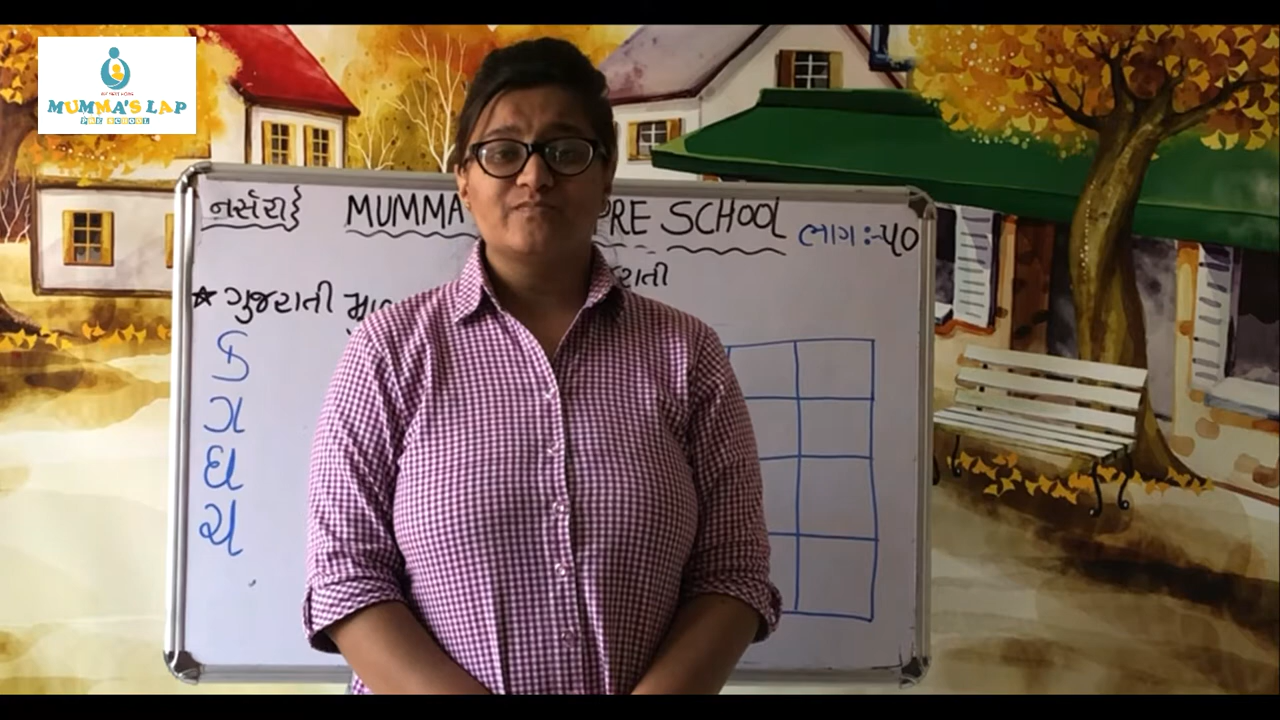 MUMMA'S LAP
PRE SCHOOL
નર્સરી MUMMA PRE SCHOOL ભાગ:-૫૦
★ ગુજરાતી
ક
ગ
ઘ
ચ